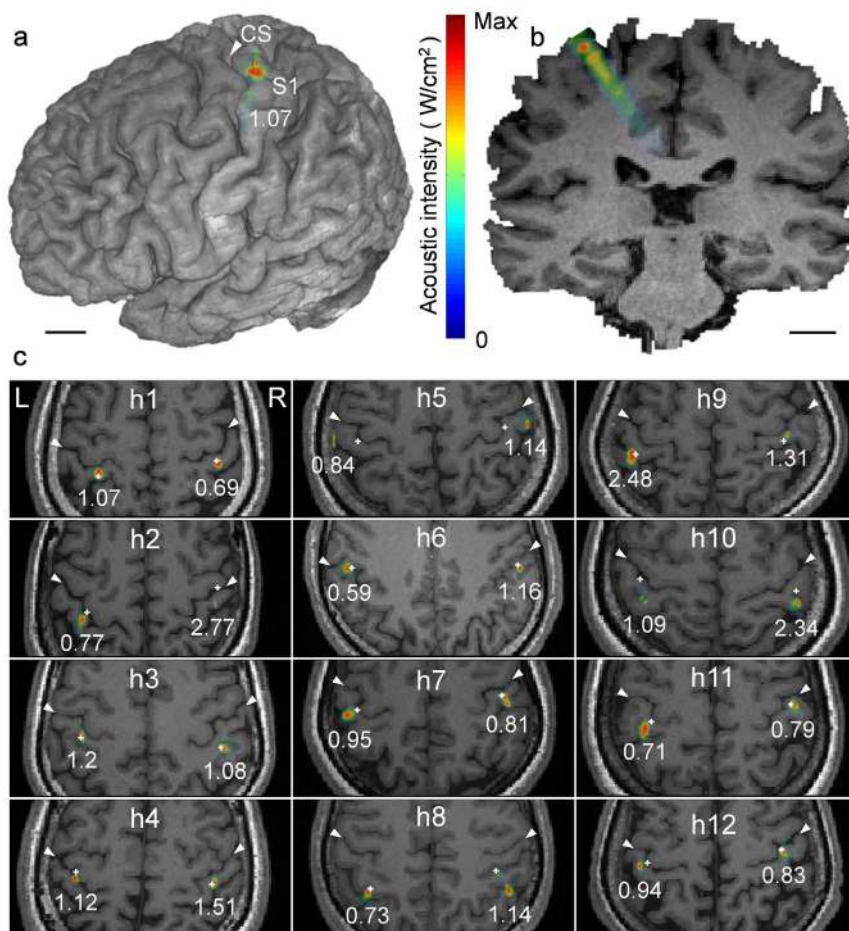 a
CS
S1
1.07
Acoustic intensity ( W/cm²)
Max
0
b
c
L
R
h1
1.07
0.69
h5
0.84
1.14
h9
2.48
1.31
h2
0.77
2.77
h6
0.59
1.16
h10
1.09
2.34
h3
1.2
1.08
h7
0.95
0.81
h11
0.71
0.79
h4
1.12
1.51
h8
0.73
1.14
h12
0.94
0.83